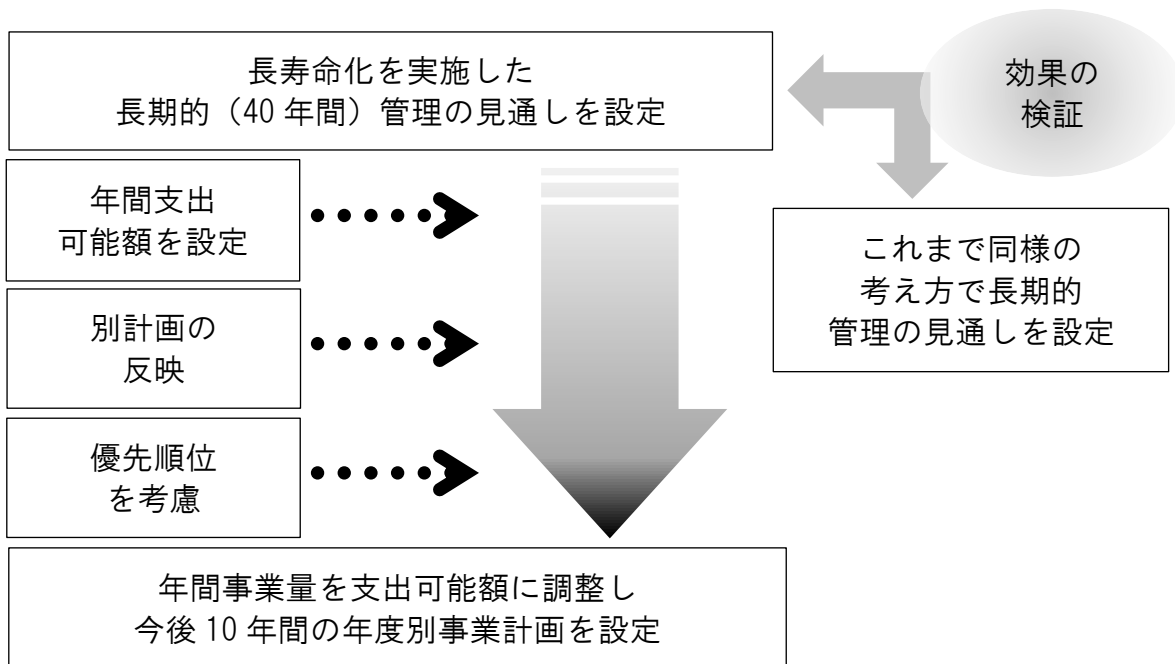 長寿命化を実施した
長期的（40年間）管理の見通しを設定
効果の
検証
年間支出
可能額を設定
これまで同様の
考え方で長期的
管理の見通しを設定
別計画の
反映
優先順位
を考慮
年間事業量を支出可能額に調整し
今後10年間の年度別事業計画を設定